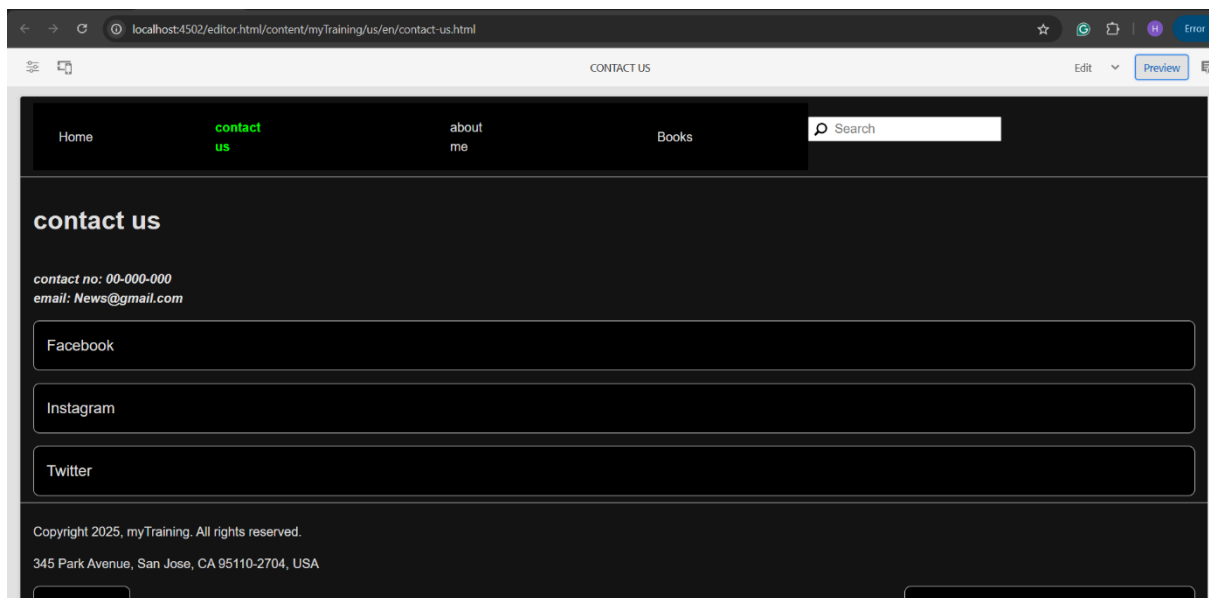 localhost:4502/editor.html/content/myTraining/us/en/contact-us.html
H
Error
CONTACT US
Edit
Preview
Home
contact
us
about
me
Books
Search
contact us
contact no: 00-000-000
email: News@gmail.com
Facebook
Instagram
Twitter
Copyright 2025, myTraining. All rights reserved.
345 Park Avenue, San Jose, CA 95110-2704, USA